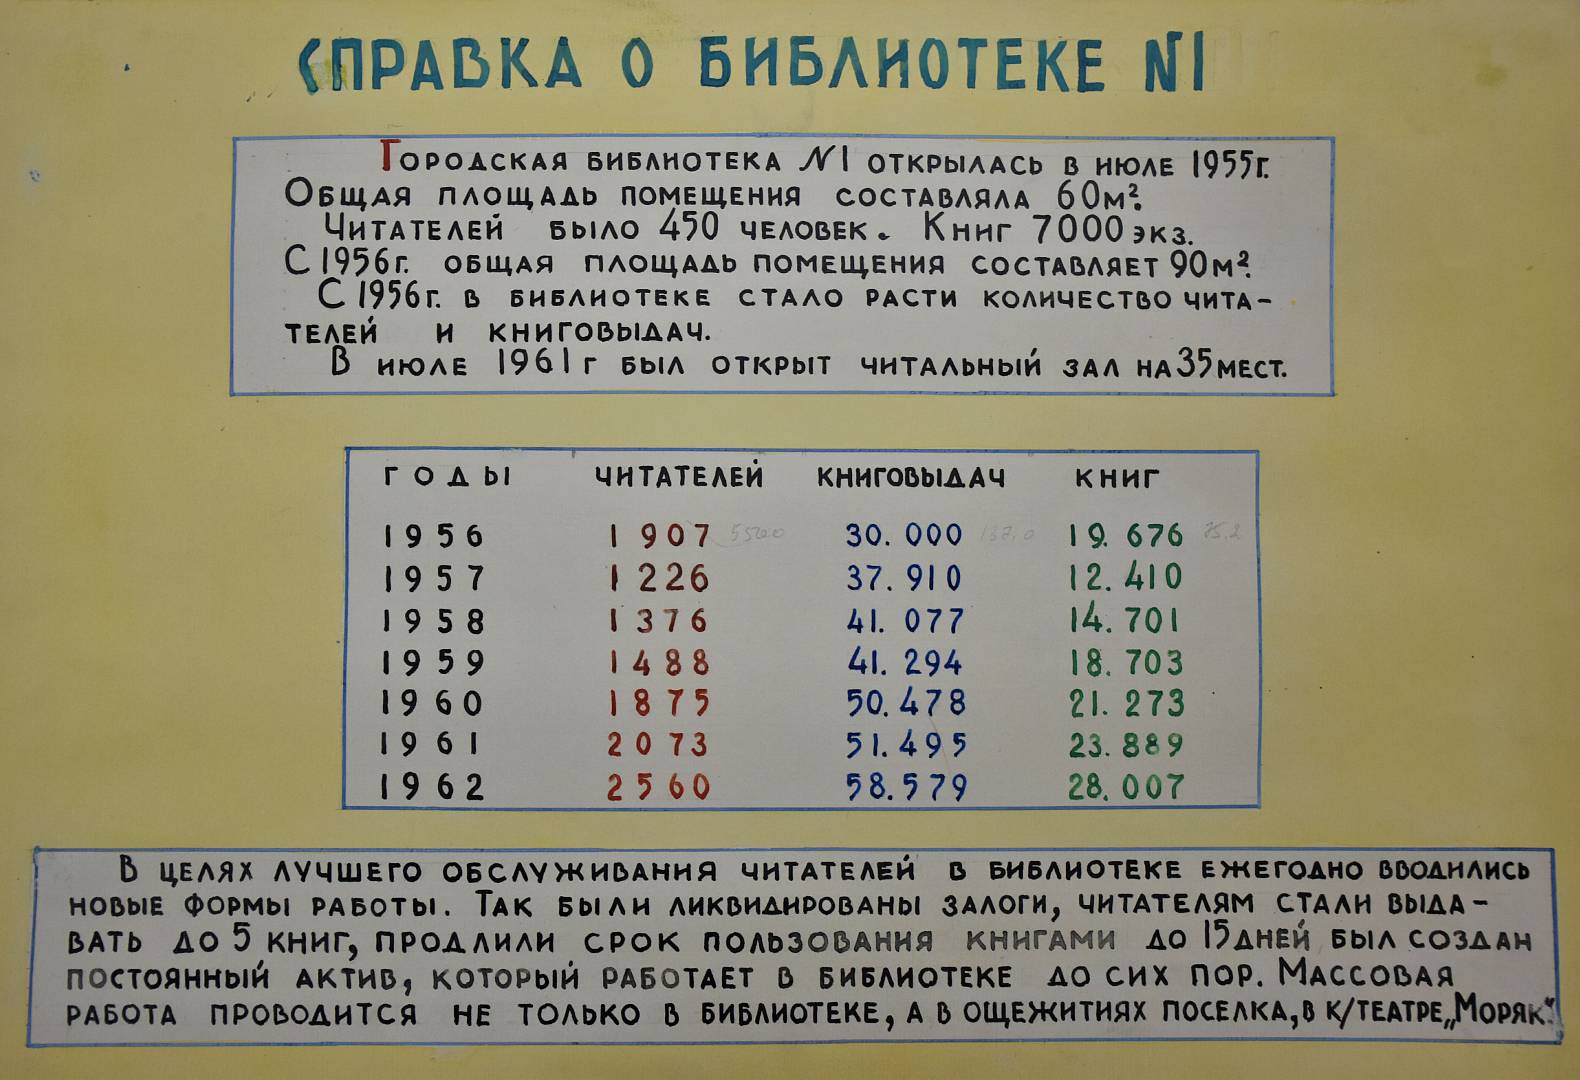 СПРАВКА О БИБЛИОТЕКЕ N1
ГОРОДСКАЯ БИБЛИОТЕКА N1 ОТКРЫЛАСЬ В ИЮЛЕ 1955г.
ОБЩАЯ ПЛОЩАДЬ ПОМЕЩЕНИЯ СОСТАВЛЯЛА 60м².
ЧИТАТЕЛЕЙ БЫЛО 450 ЧЕЛОВЕК. КНИГ 7000 экз.
С 1956г. ОБЩАЯ ПЛОЩАДЬ ПОМЕЩЕНИЯ СОСТАВЛЯЕТ 90м².
С 1956г. В БИБЛИОТЕКЕ СТАЛО РАСТИ КОЛИЧЕСТВО ЧИТА-
ТЕЛЕЙ И КНИГОВЫДАЧ.
В ИЮЛЕ 1961г БЫЛ ОТКРЫТ ЧИТАЛЬНЫЙ ЗАЛ НА 35 МЕСТ.
ГОДЫ ЧИТАТЕЛЕЙ КНИГОВЫДАЧ КНИГ
1956 1907 30.000 19.676
1957 1226 37.910 12.410
1958 1376 41.077 14.701
1959 1488 41.294 18.703
1960 1875 50.478 21.273
1961 2073 51.495 23.889
1962 2560 58.579 28.007
В ЦЕЛЯХ ЛУЧШЕГО ОБСЛУЖИВАНИЯ ЧИТАТЕЛЕЙ В БИБЛИОТЕКЕ ЕЖЕГОДНО ВВОДИЛИСЬ
НОВЫЕ ФОРМЫ РАБОТЫ. ТАК БЫЛИ ЛИКВИДИРОВАНЫ ЗАЛОГИ, ЧИТАТЕЛЯМ СТАЛИ ВЫДА-
ВАТЬ ДО 5 КНИГ, ПРОДЛИЛИ СРОК ПОЛЬЗОВАНИЯ КНИГАМИ ДО 15 ДНЕЙ БЫЛ СОЗДАН
ПОСТОЯННЫЙ АКТИВ, КОТОРЫЙ РАБОТАЕТ В БИБЛИОТЕКЕ ДО СИХ ПОР. МАССОВАЯ
РАБОТА ПРОВОДИТСЯ НЕ ТОЛЬКО В БИБЛИОТЕКЕ, А В ОЩЕЖИТИЯХ ПОСЕЛКА, В К/ТЕАТРЕ „МОРЯК".